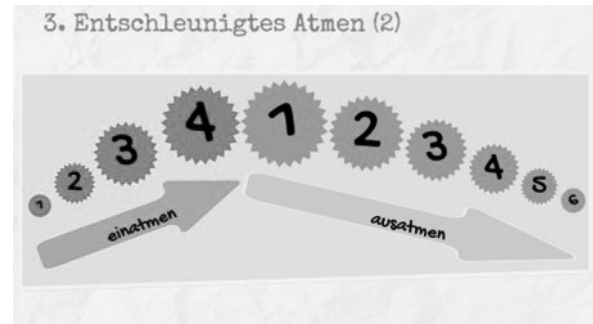 3. Entschleunigtes Atmen (2)
1 2 3 4 1 2 3 4 5 6
einatmen
ausatmen